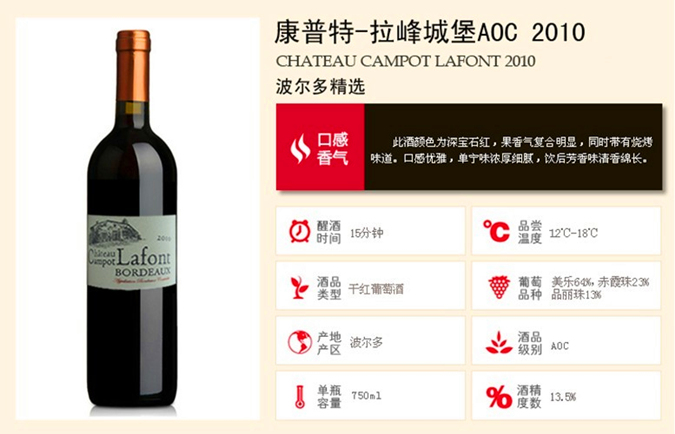 康普特-拉峰城堡AOC 2010
CHATEAU CAMPOT LAFONT 2010
波尔多精选
口感
香气
此酒颜色为深宝石红，果香气复合明显，同时带有烧烤
味道。口感优雅，单宁味浓厚细腻，饮后芳香味清香绵长。
醒酒
时间
15分钟
℃
品尝
温度
12℃-18℃
酒品
类型
干红葡萄酒
葡萄
品种
美乐64%，赤霞珠23%
品丽珠13%
产地
产区
波尔多
酒品
级别
AOC
单瓶
容量
750ml
%
酒精
度数
13.5%
2010
Château
Campot Lafont
BORDEAUX